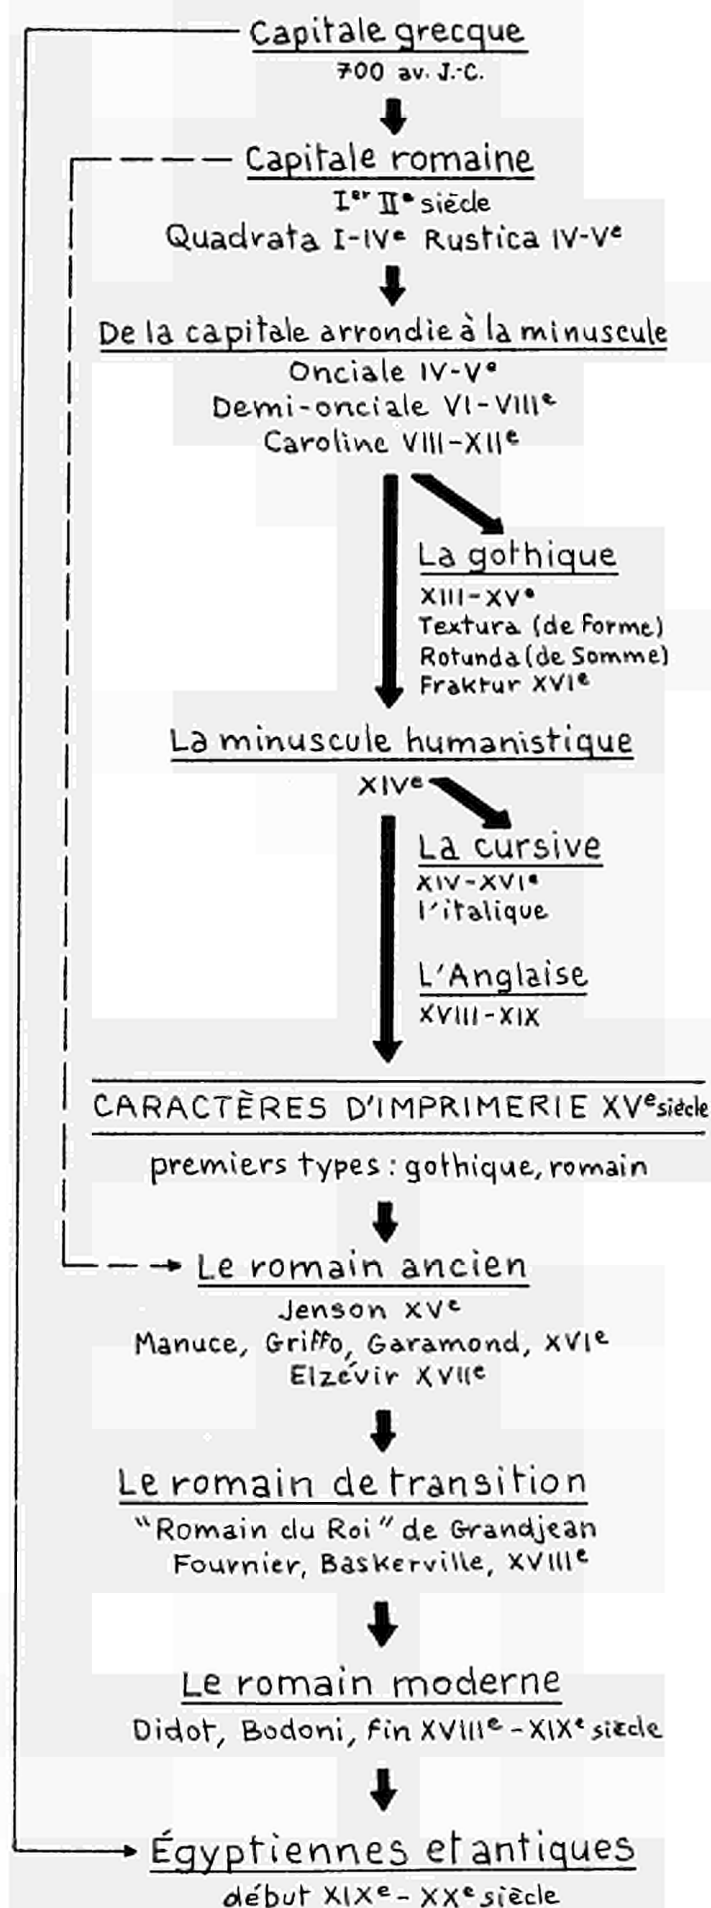 Capitale grecque
700 av. J.-C.
Capitale romaine
Ier IIe siècle
Quadrata I-IVe Rustica IV-Ve
De la capitale arrondie à la minuscule
Onciale IV-Ve
Demi-onciale VI-VIIIe
Caroline VIII-XIIe
La gothique
XIII-XVe
Textura (de Forme)
Rotunda (de Somme)
Fraktur XVIe
La minuscule humanistique
XIVe
La cursive
XIV-XVIe
l'italique
L'Anglaise
XVIII-XIX
CARACTÈRES D'IMPRIMERIE XVe siècle
premiers types : gothique, romain
Le romain ancien
Jenson XVe
Manuce, Griffo, Garamond, XVIe
Elzévir XVIIe
Le romain de transition
"Romain du Roi" de Grandjean
Fournier, Baskerville, XVIIIe
Le romain moderne
Didot, Bodoni, fin XVIIIe - XIXe siècle
Égyptiennes et antiques
début XIXe - XXe siècle